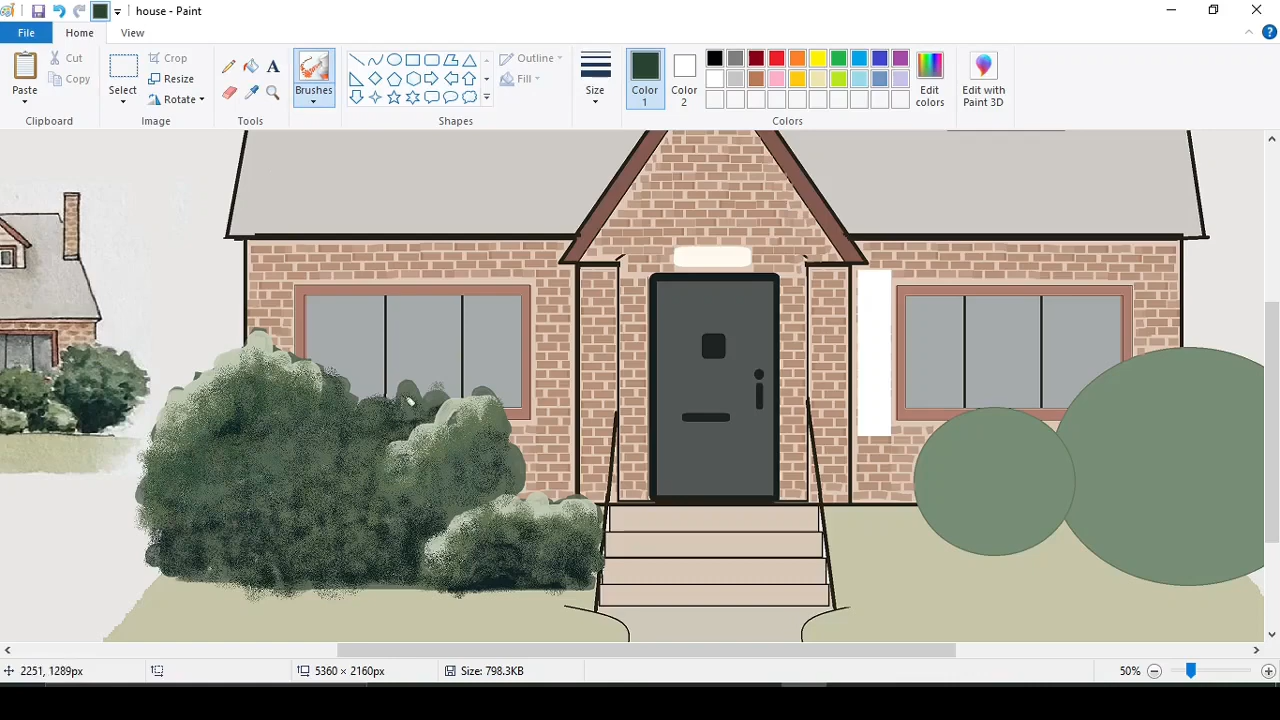 house - Paint
File Home View
Paste
Cut
Copy
Clipboard
Select
Crop
Resize
Rotate
Image
A
Tools
Brushes
Outline
Fill
Shapes
Size
Color 1
Color 2
Edit colors
Colors
Edit with Paint 3D
2251, 1289px
5360 × 2160px
Size: 798.3KB
50%